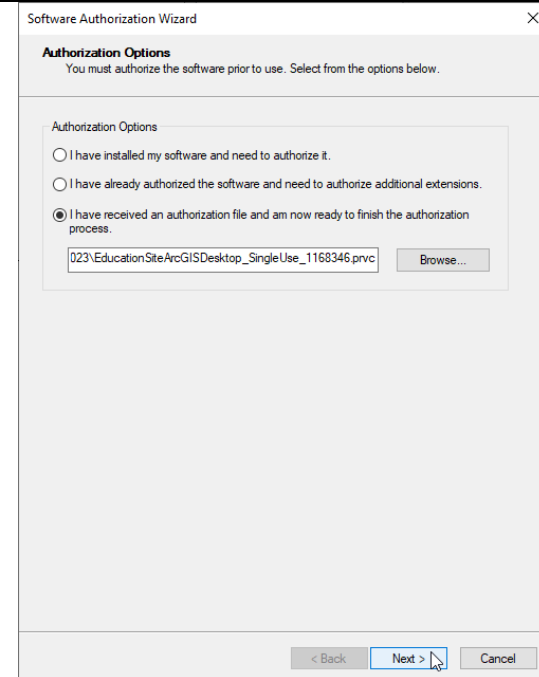 Software Authorization Wizard
Authorization Options
You must authorize the software prior to use. Select from the options below.
Authorization Options
I have installed my software and need to authorize it.
I have already authorized the software and need to authorize additional extensions.
I have received an authorization file and am now ready to finish the authorization
process.
023\EducationSiteArcGISDesktop_SingleUse_1168346.prvc
Browse...
< Back
Next >
Cancel